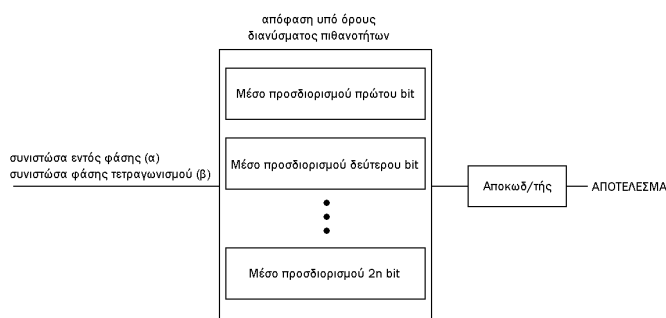 απόφαση υπό όρους
διανύσματος πιθανοτήτων
Μέσο προσδιορισμού πρώτου bit
συνιστώσα εντός φάσης (α)
συνιστώσα φάσης τετραγωνισμού (β)
Μέσο προσδιορισμού δεύτερου bit
Αποκωδ/τής
ΑΠΟΤΕΛΕΣΜΑ
Μέσο προσδιορισμού 2n bit